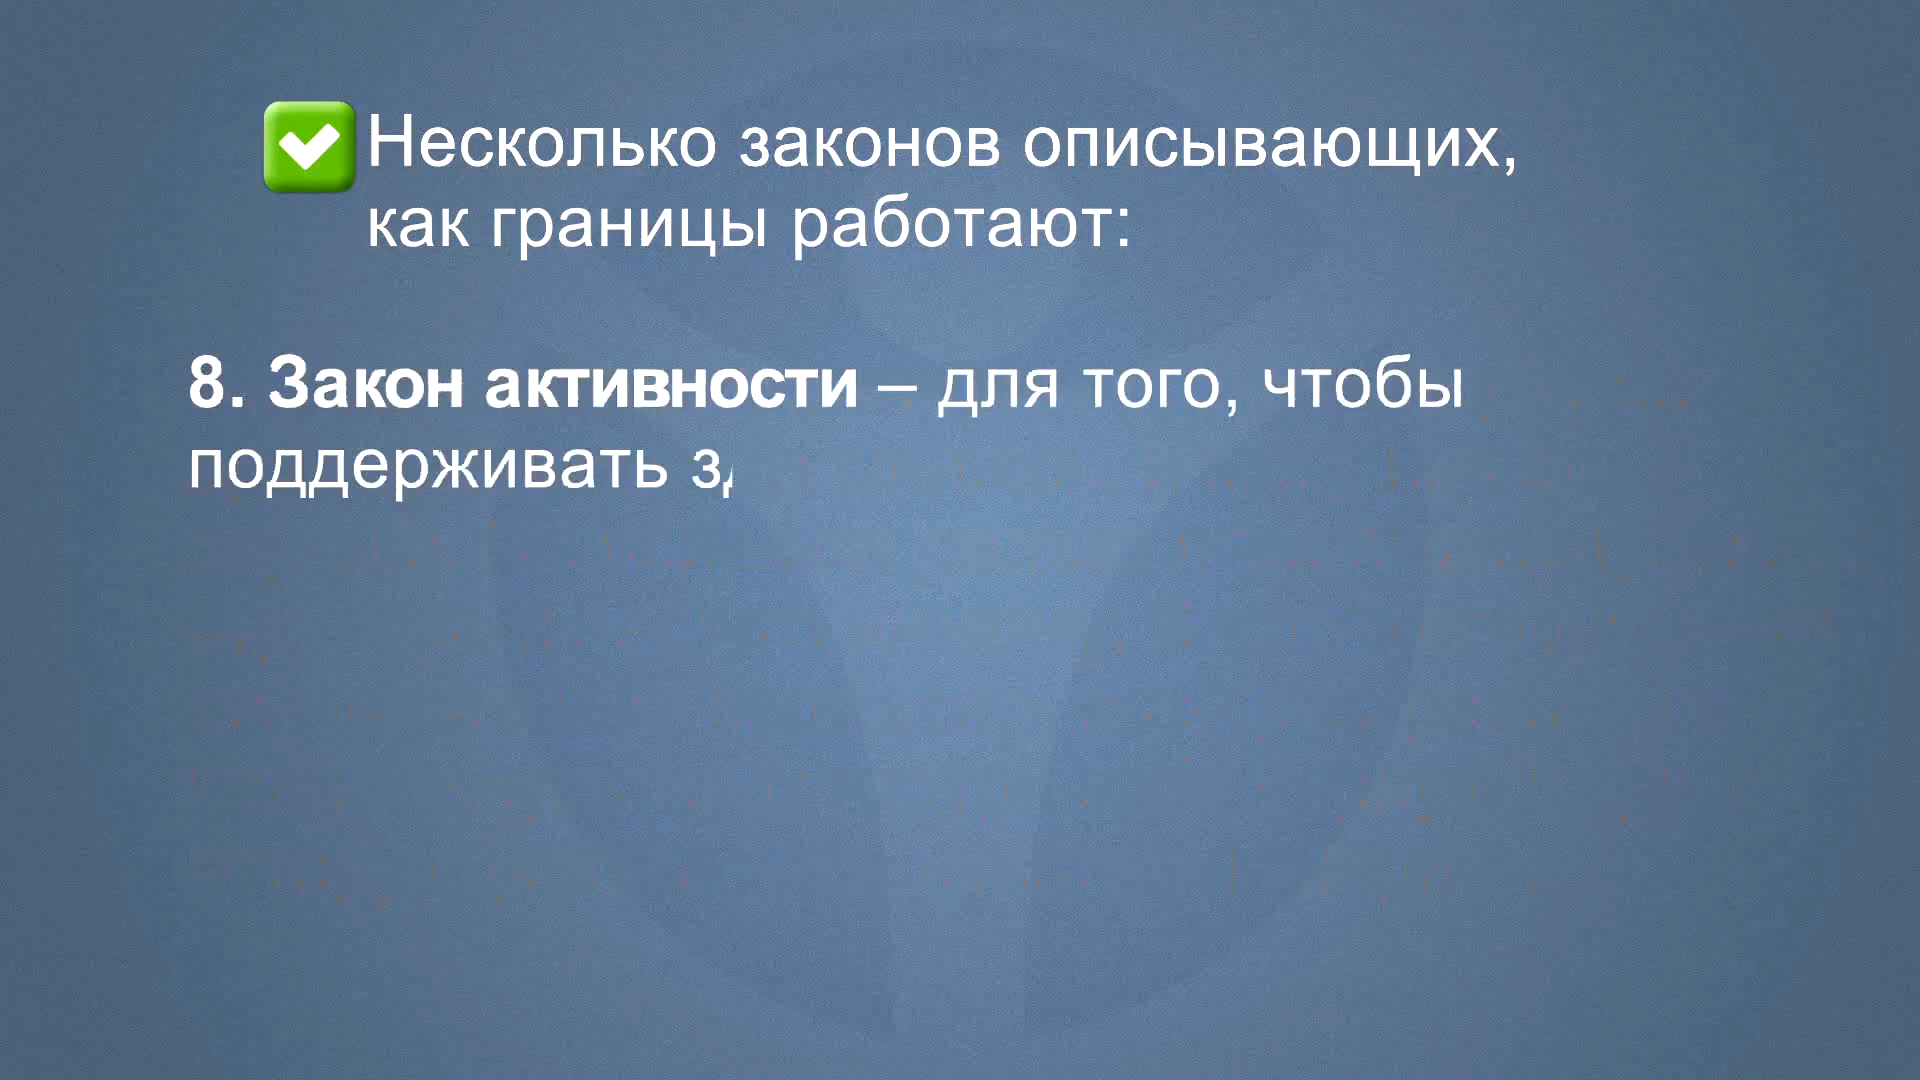 Несколько законов описывающих,
как границы работают:
8. Закон активности – для того, чтобы
поддерживать